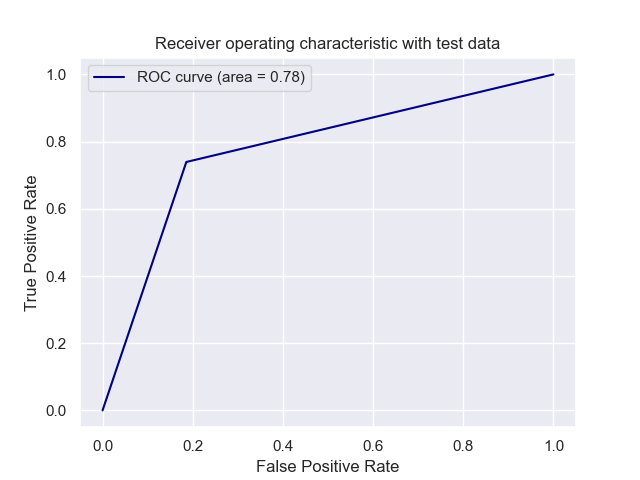 Receiver operating characteristic with test data
ROC curve (area = 0.78)
True Positive Rate
1.0
0.8
0.6
0.4
0.2
0.0
0.0 0.2 0.4 0.6 0.8 1.0
False Positive Rate